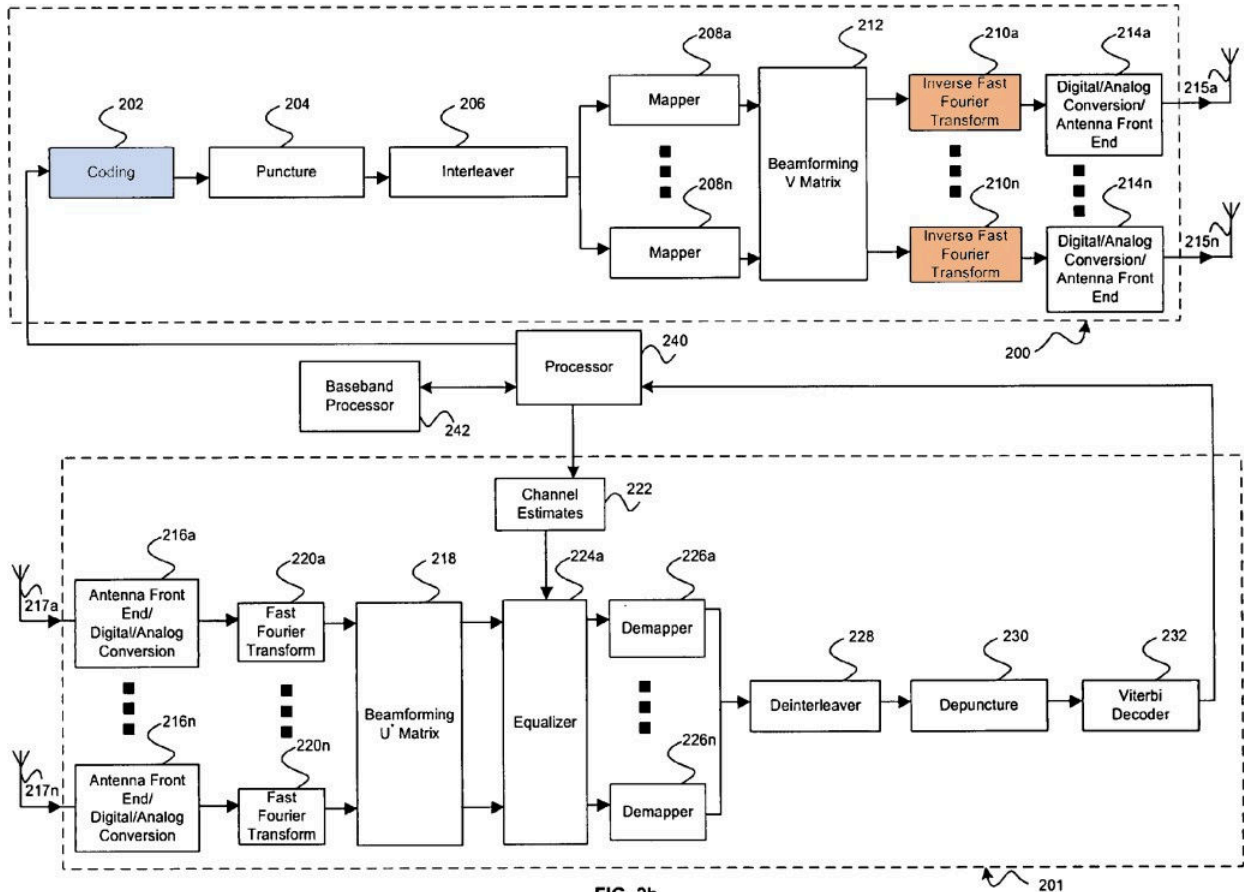 208a
212
210a
214a
202
204
206
215a
Coding
Puncture
Interleaver
Mapper
Inverse Fast
Fourier
Transform
Digital/Analog
Conversion/
Antenna Front
End
208n
Beamforming
V Matrix
210n
214n
Mapper
Inverse Fast
Fourier
Transform
Digital/Analog
Conversion/
Antenna Front
End
215n
200
Processor
240
Baseband
Processor
242
Channel
Estimates
222
216a
220a
218
224a
226a
217a
Antenna Front
End/
Digital/Analog
Conversion
Fast
Fourier
Transform
Demapper
228
230
232
216n
220n
Beamforming
U* Matrix
Equalizer
226n
Deinterleaver
Depuncture
Viterbi
Decoder
217n
Antenna Front
End/
Digital/Analog
Conversion
Fast
Fourier
Transform
Demapper
201
FIG. 2b